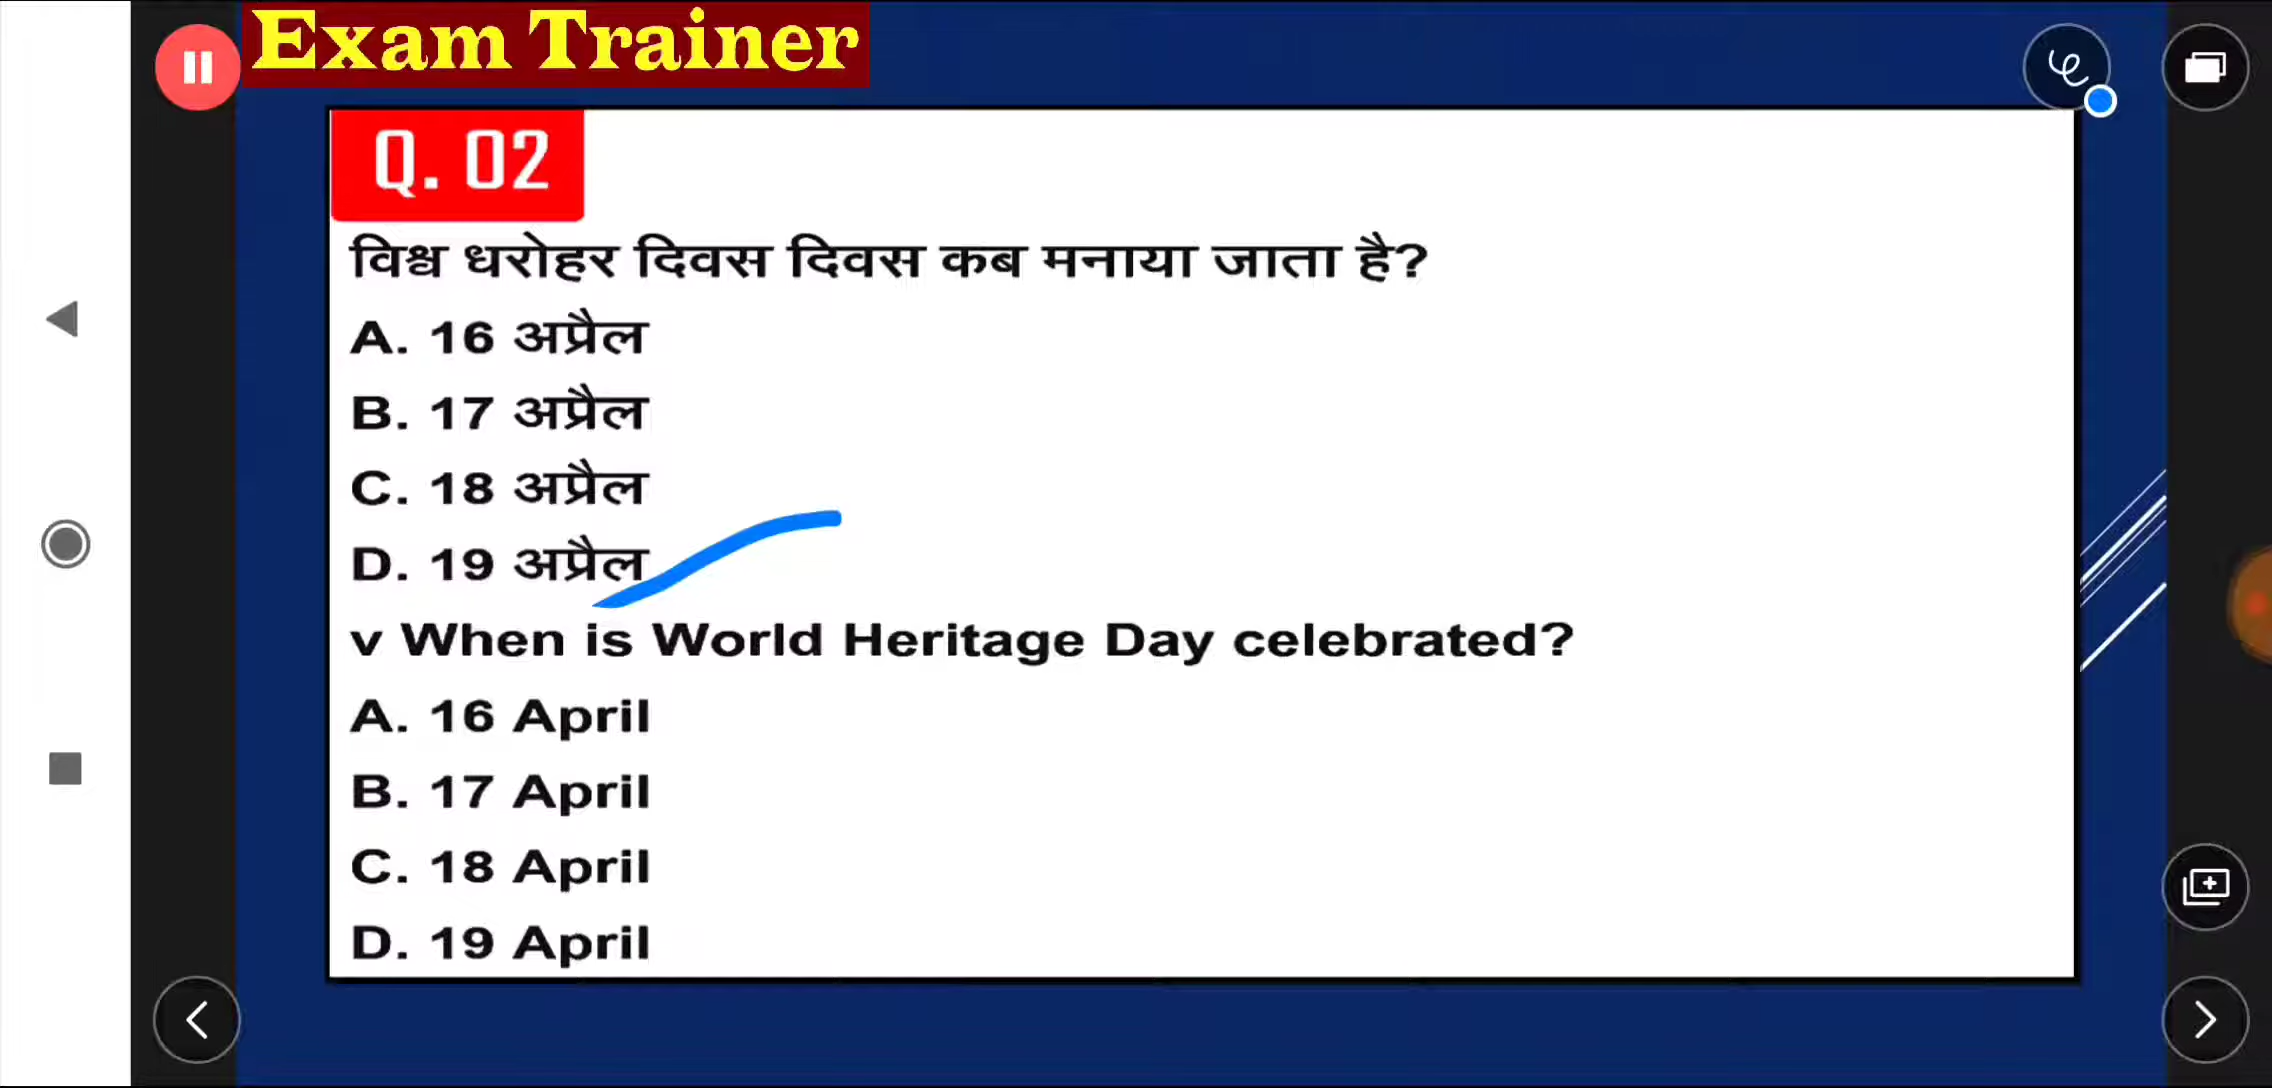 Exam Trainer
Q. 02
विश्व धरोहर दिवस दिवस कब मनाया जाता है?
A. 16 अप्रैल
B. 17 अप्रैल
C. 18 अप्रैल
D. 19 अप्रैल
v When is World Heritage Day celebrated?
A. 16 April
B. 17 April
C. 18 April
D. 19 April